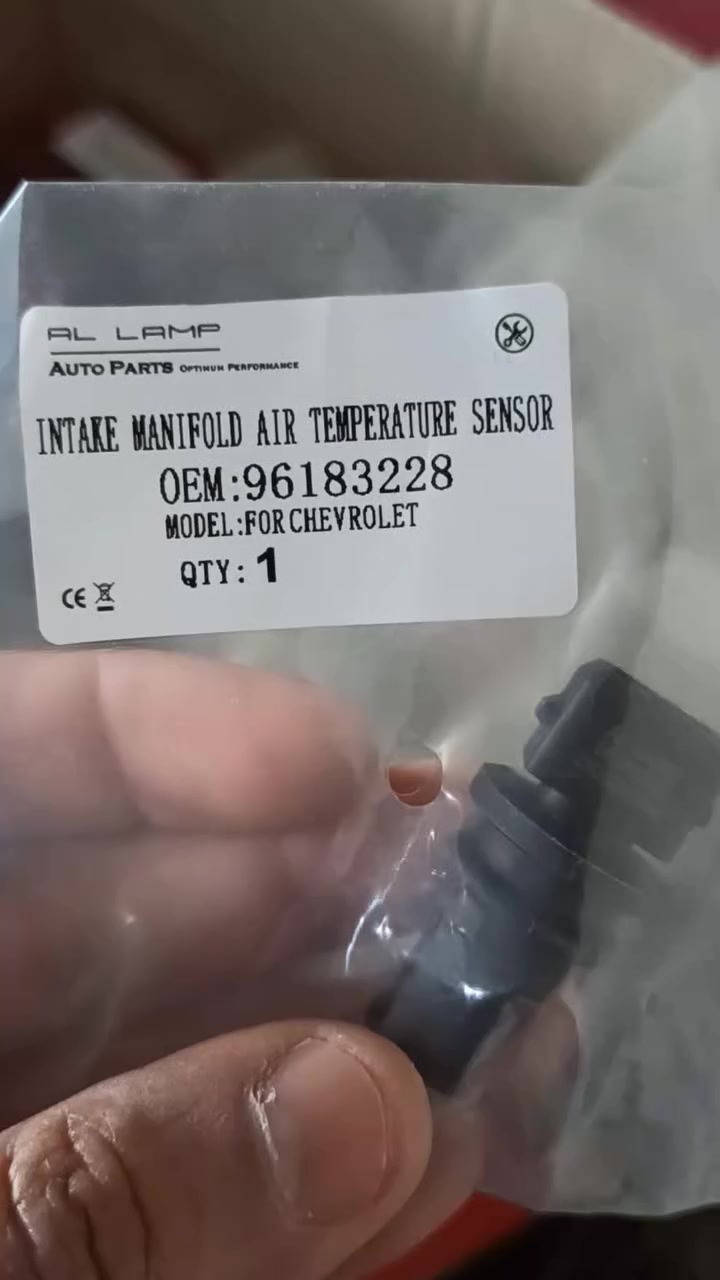 AL LAMP
AUTO PARTS OPTIMUM PERFORMANCE
INTAKE MANIFOLD AIR TEMPERATURE SENSOR
OEM:96183228
MODEL:FOR CHEVROLET
QTY: 1
CE